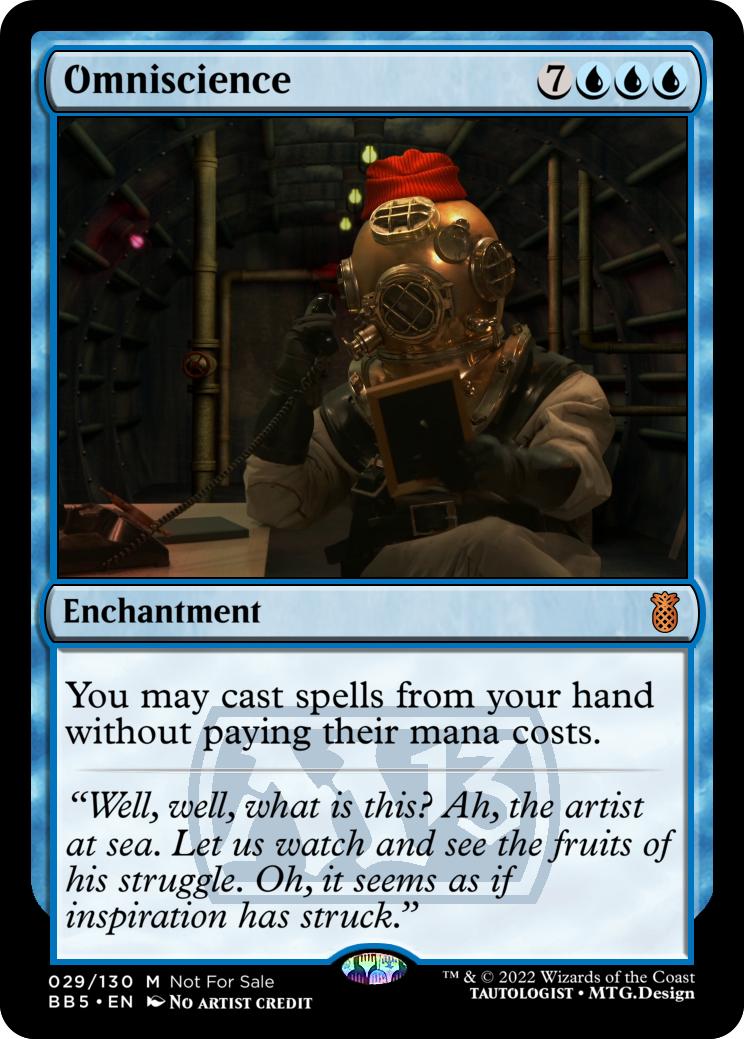 Omniscience 7
Enchantment
You may cast spells from your hand
without paying their mana costs.
M13
“Well, well, what is this? Ah, the artist
at sea. Let us watch and see the fruits of
his struggle. Oh, it seems as if
inspiration has struck.”
029/130 M Not For Sale
BB5 • EN No artist credit
™ & © 2022 Wizards of the Coast
TAUTOLOGIST • MTG.Design